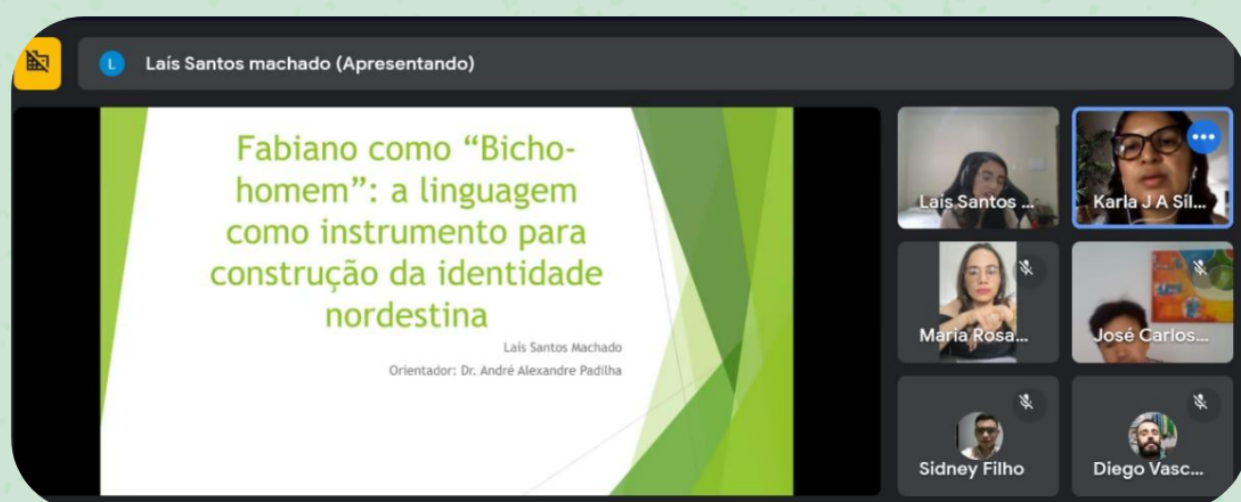 L Laís Santos machado (Apresentando)
Fabiano como “Bicho-
homem”: a linguagem
como instrumento para
construção da identidade
nordestina
Laís Santos Machado
Orientador: Dr. André Alexandre Padilha
Laís Santos ...
Karla J A Sil...
Maria Rosa...
José Carlos...
Sidney Filho
Diego Vasc...